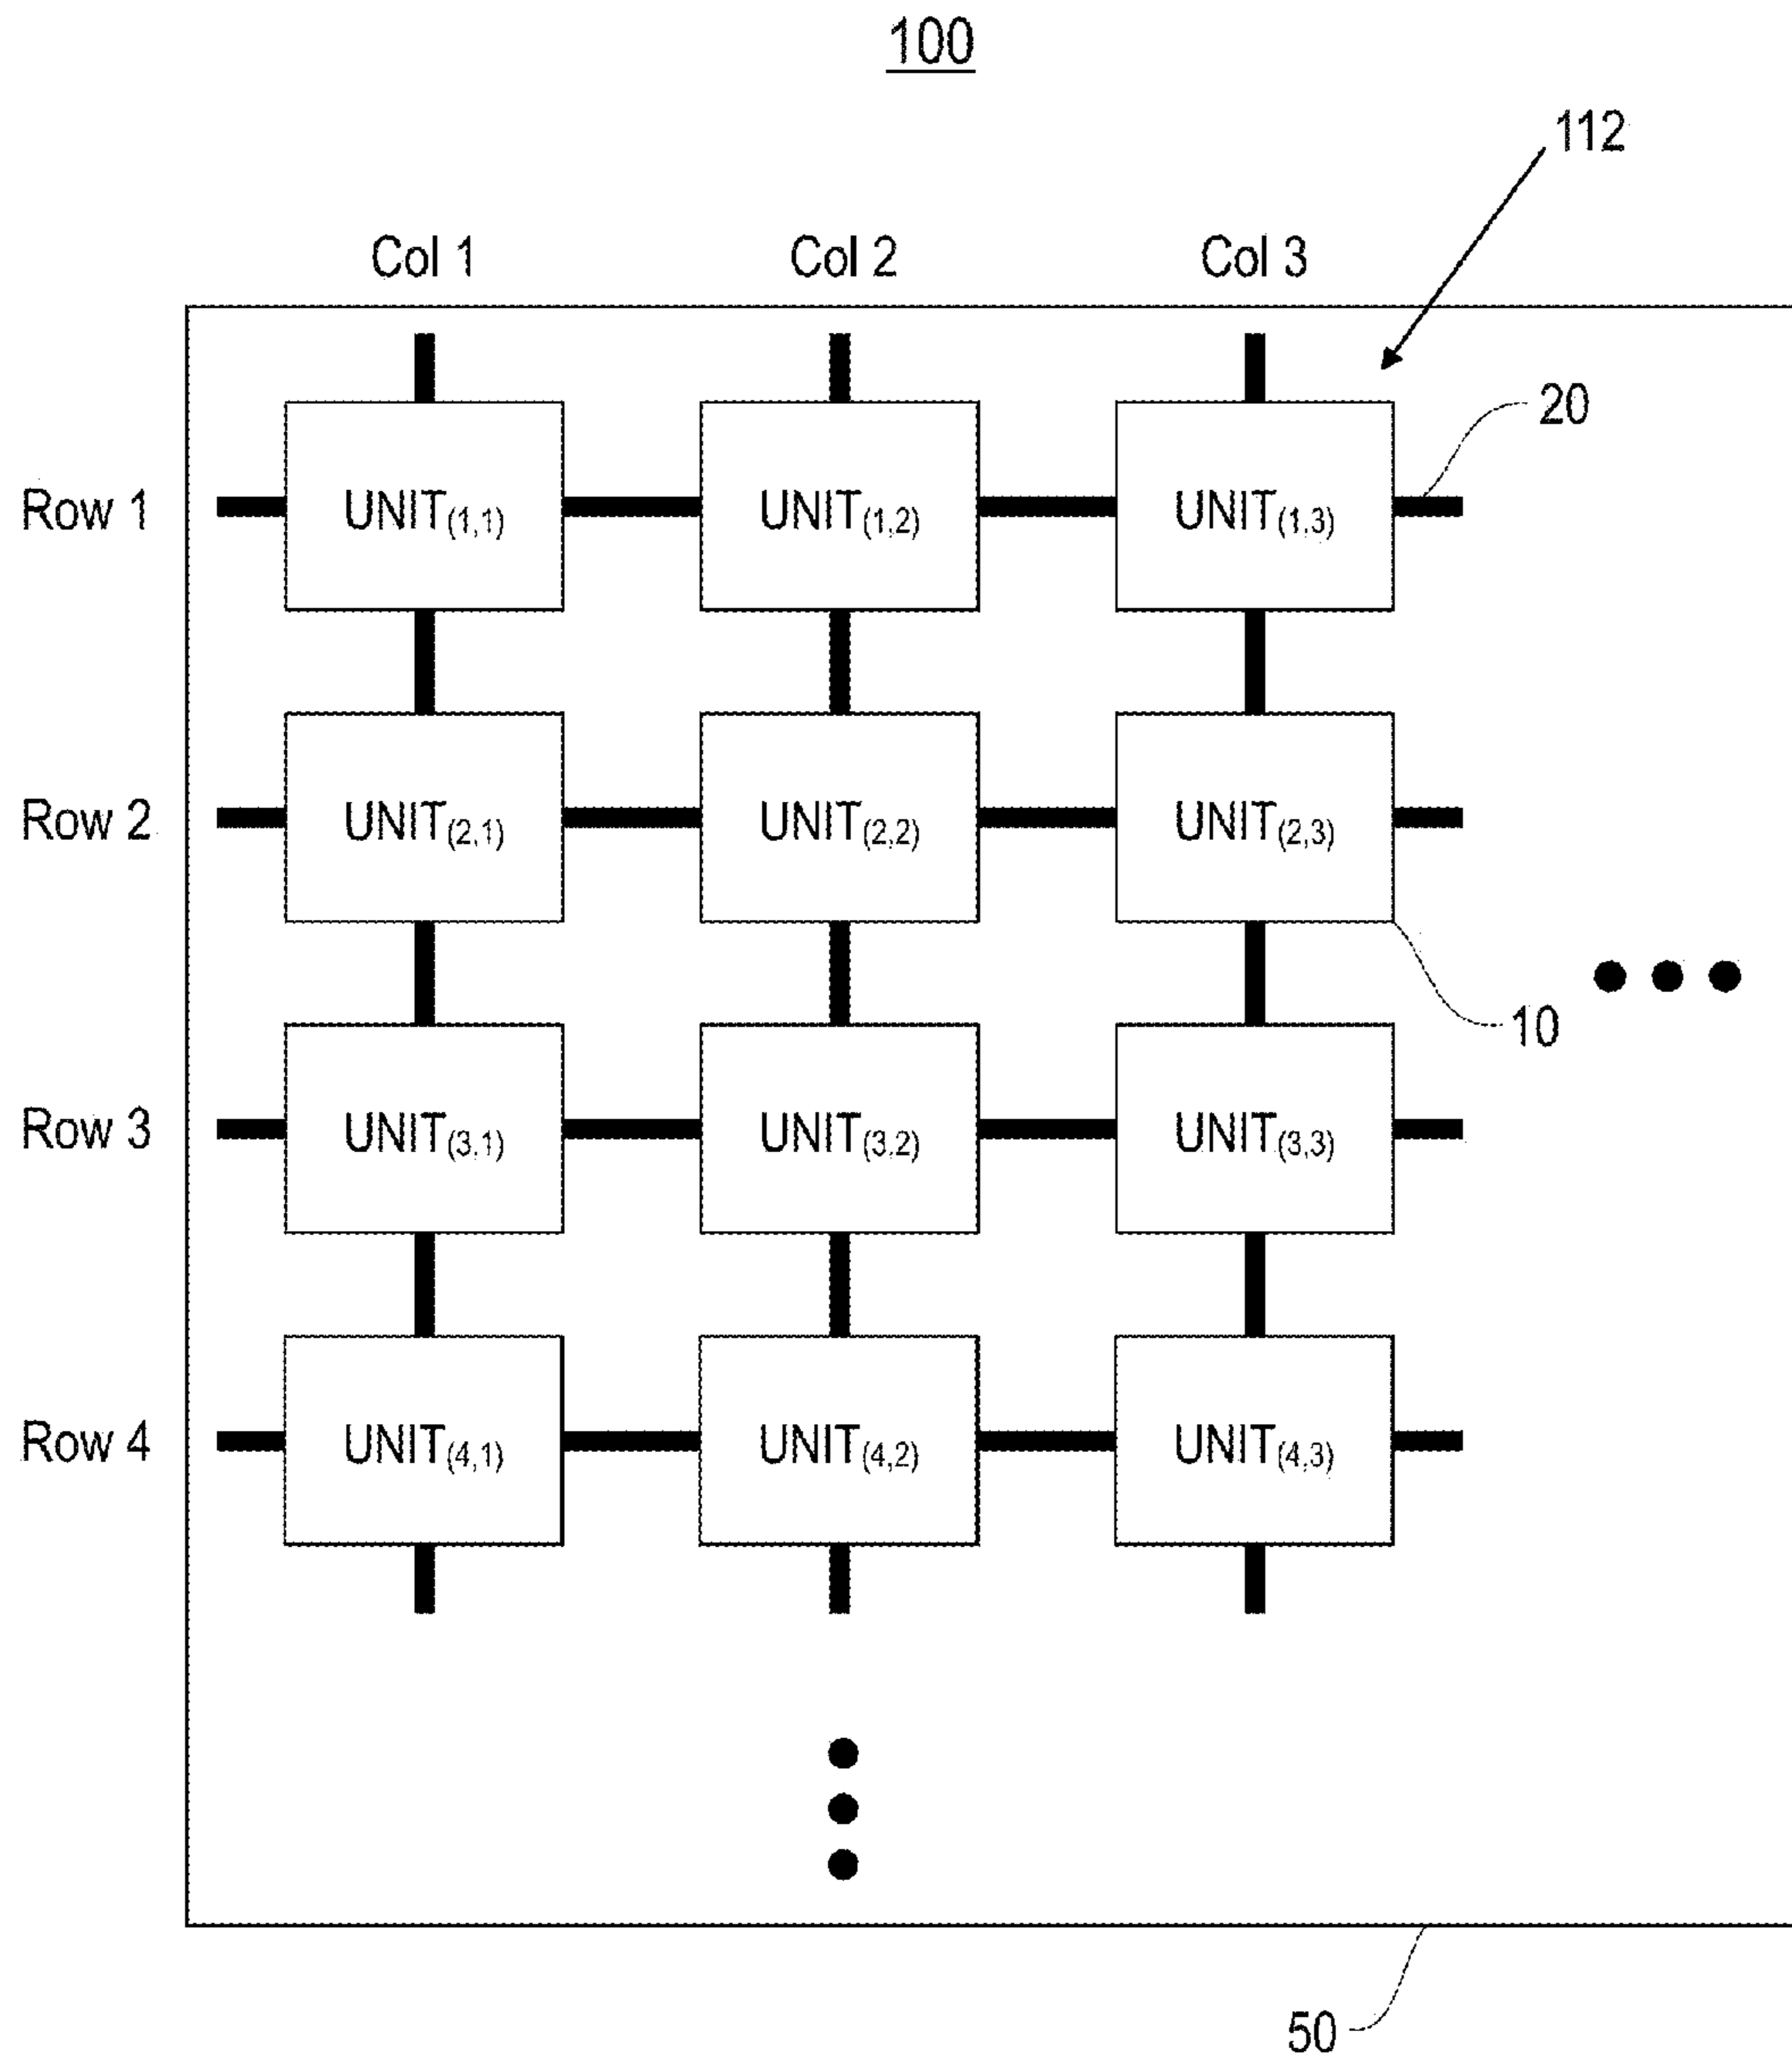 100
112
Col 1 Col 2 Col 3
20
Row 1 UNIT(1,1) UNIT(1,2) UNIT(1,3)
Row 2 UNIT(2,1) UNIT(2,2) UNIT(2,3)
10
Row 3 UNIT(3,1) UNIT(3,2) UNIT(3,3)
Row 4 UNIT(4,1) UNIT(4,2) UNIT(4,3)
50